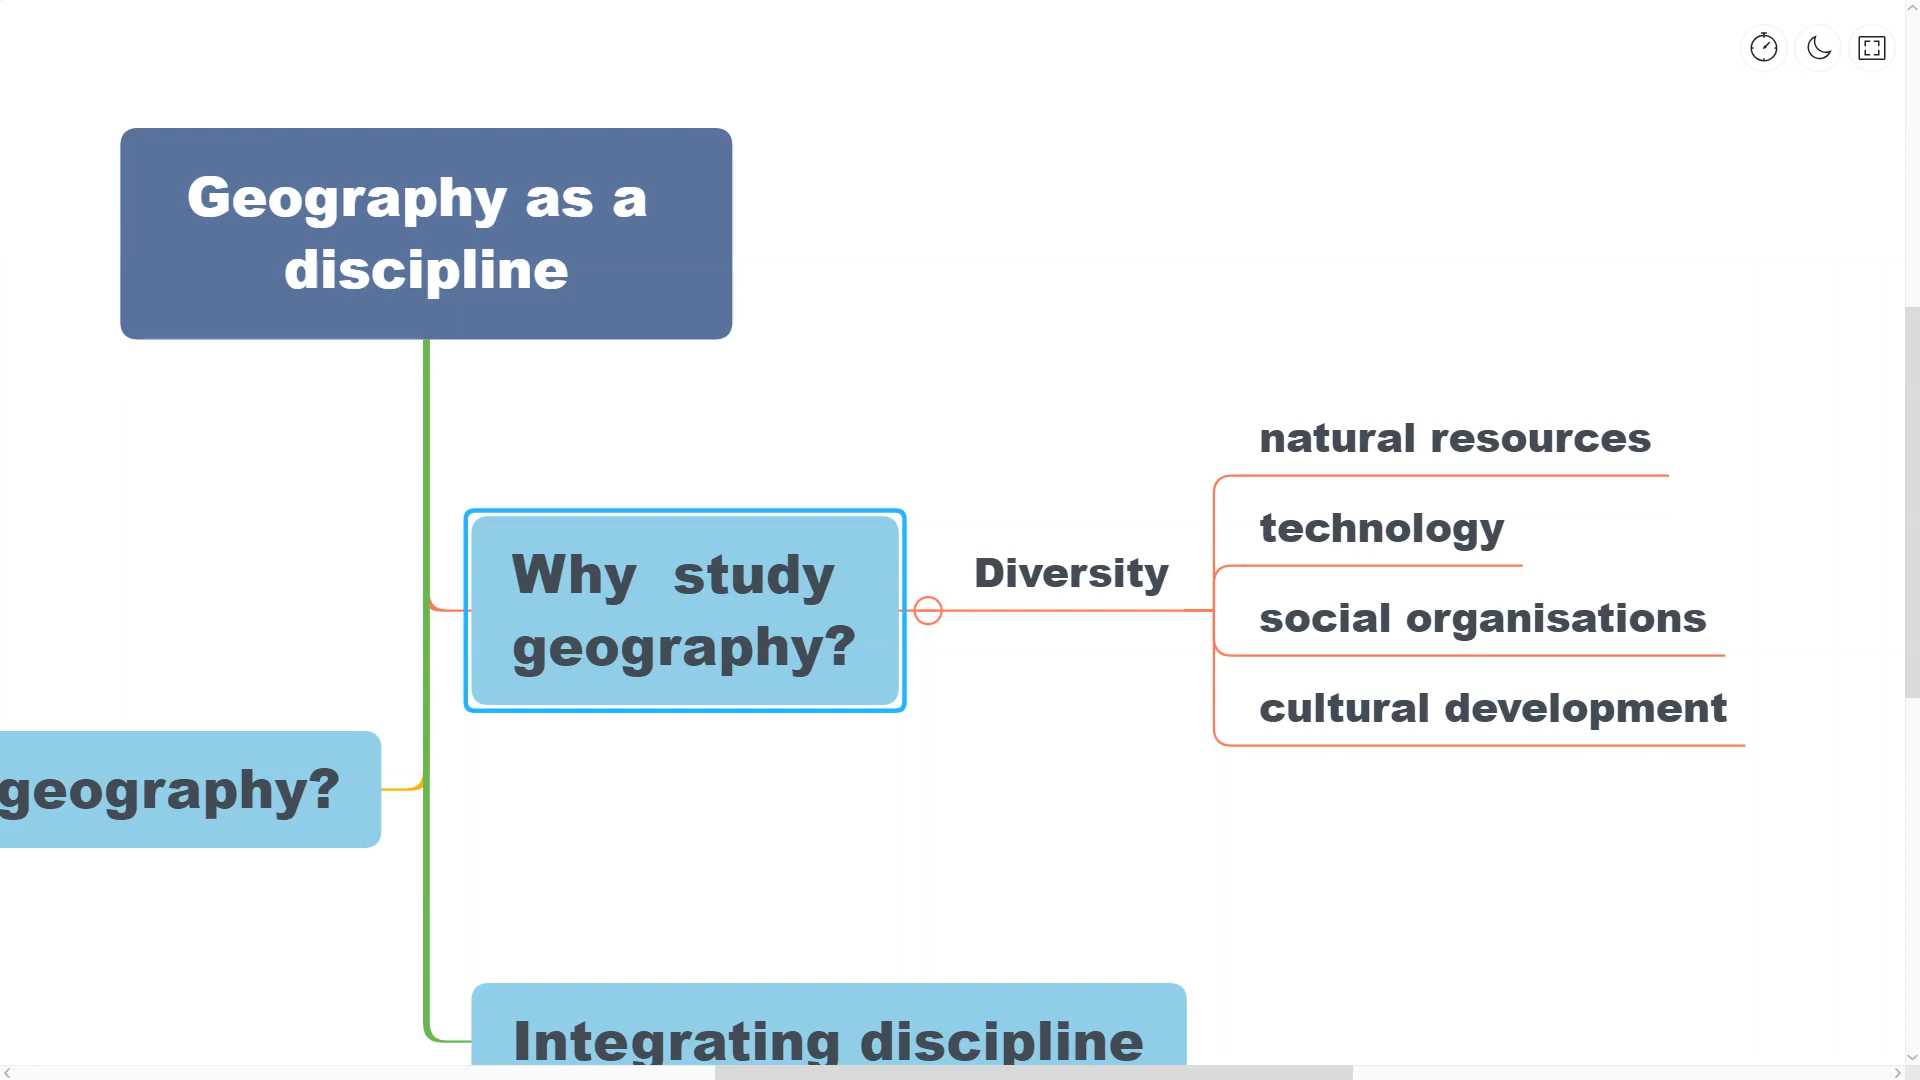 Geography as a
discipline
natural resources
technology
Why study
geography?
Diversity
social organisations
cultural development
geography?
Integrating discipline